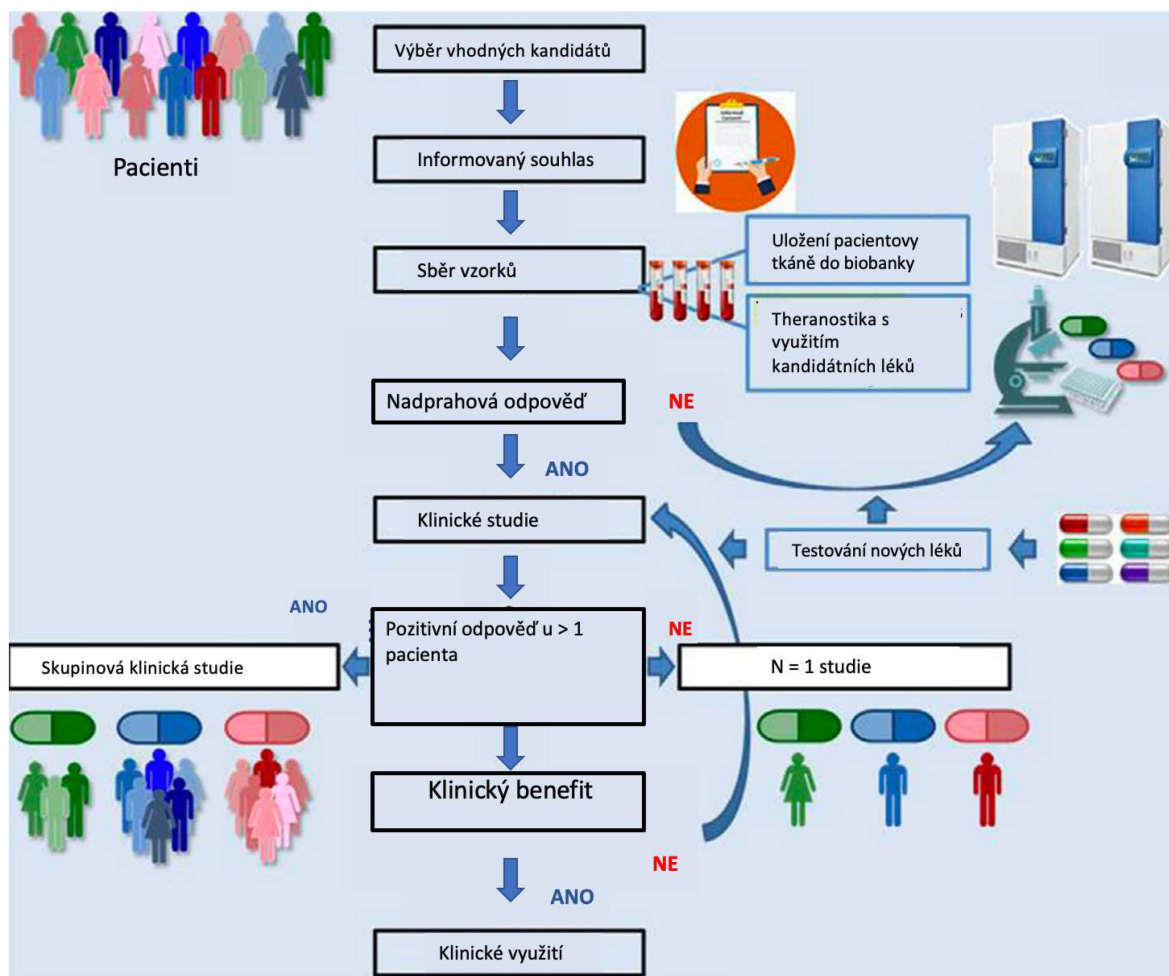 Výběr vhodných kandidátů
Pacienti
Informovaný souhlas
Informed
Consent
Sběr vzorků
Uložení pacientovy
tkáně do biobanky
Theranostika s
využitím
kandidátních léků
Nadprahová odpověď
NE
ANO
Klinické studie
Testování nových léků
ANO
Pozitivní odpověď u > 1
pacienta
NE
Skupinová klinická studie
N = 1 studie
Klinický benefit
NE
ANO
Klinické využití